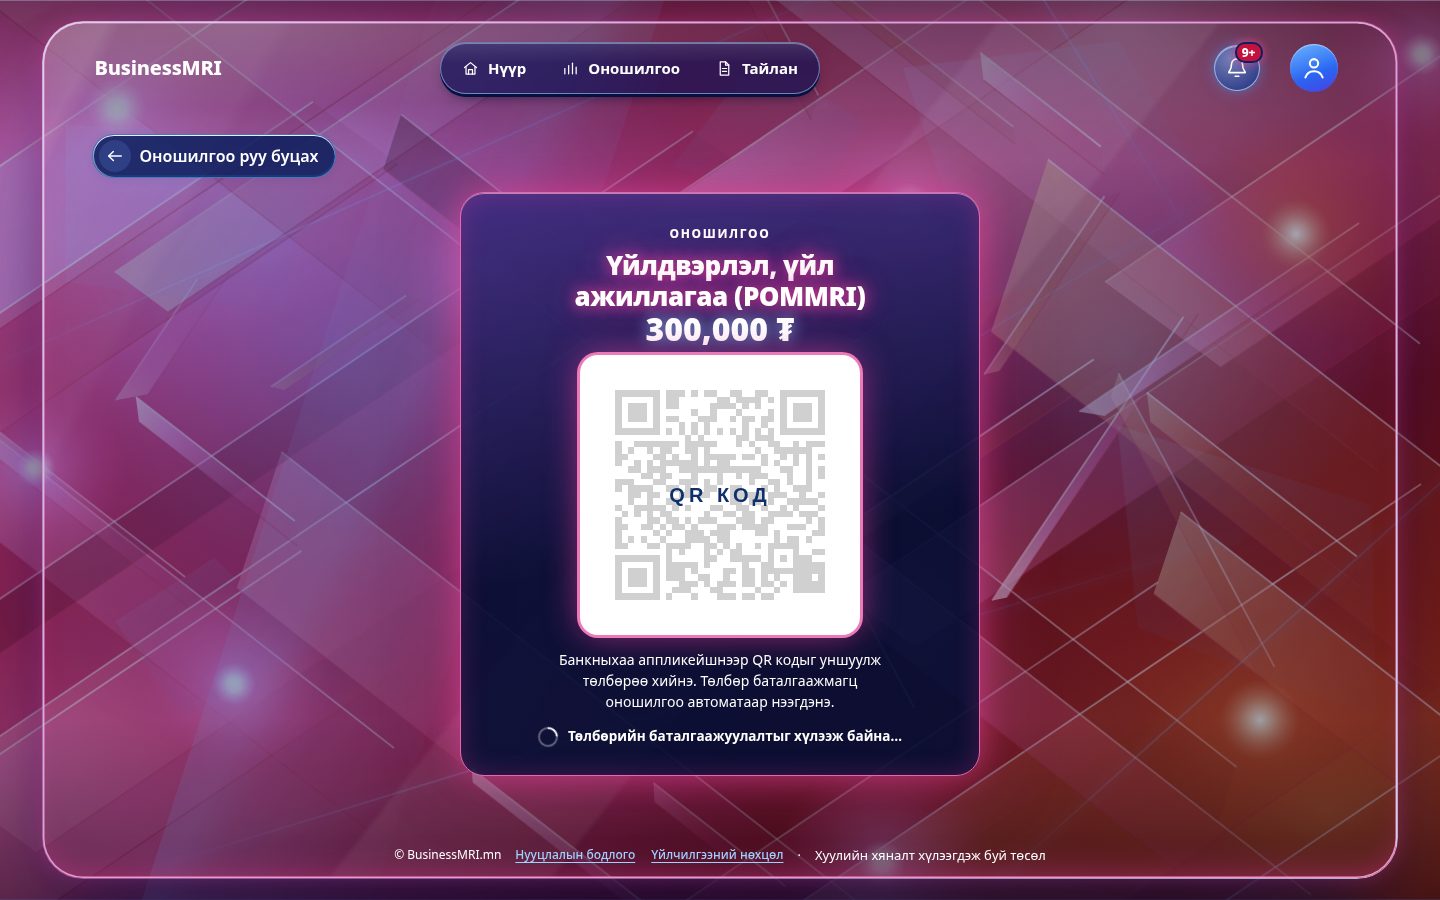 BusinessMRI
Нүүр
Оношилгоо
Тайлан
9+
Оношилгоо руу буцах
ОНОШИЛГОО
Үйлдвэрлэл, үйл
ажиллагаа (POMMRI)
300,000 ₮
QR КОД
Банкныхаа аппликейшнээр QR кодыг уншуулж
төлбөрөө хийнэ. Төлбөр баталгаажмагц
оношилгоо автоматаар нээгдэнэ.
Төлбөрийн баталгаажуулалтыг хүлээж байна...
© BusinessMRI.mn Нууцлалын бодлого Үйлчилгээний нөхцөл · Хуулийн хяналт хүлээгдэж буй төсөл